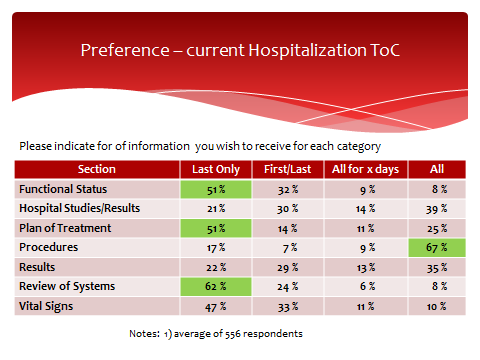 Preference – current Hospitalization ToC
Please indicate for of information you wish to receive for each category
Section Last Only First/Last All for x days All
Functional Status 51 % 32 % 9 % 8 %
Hospital Studies/Results 21 % 30 % 14 % 39 %
Plan of Treatment 51 % 14 % 11 % 25 %
Procedures 17 % 7 % 9 % 67 %
Results 22 % 29 % 13 % 35 %
Review of Systems 62 % 24 % 6 % 8 %
Vital Signs 47 % 33 % 11 % 10 %
Notes: 1) average of 556 respondents